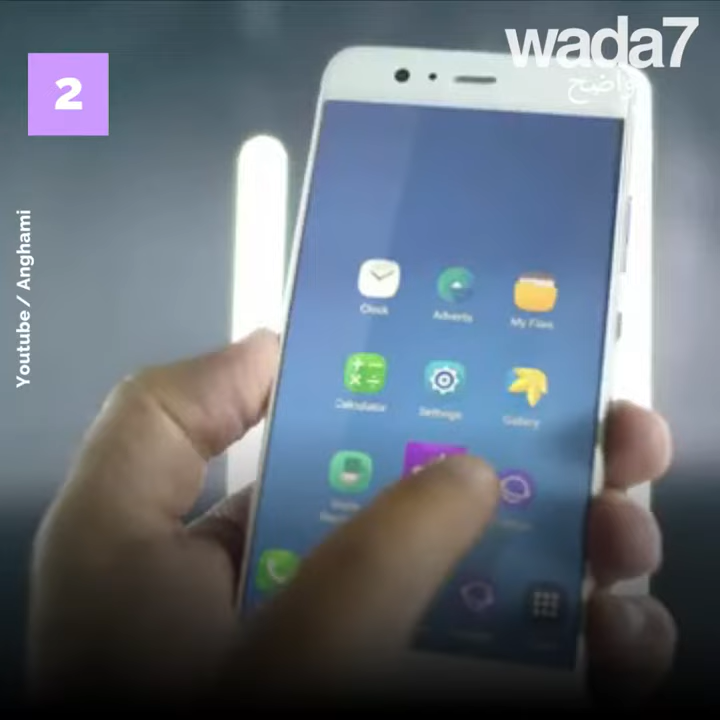 wada7
واضح
2
Youtube / Anghami
Clock
Adverts
My Files
Calculator
Settings
Gallery